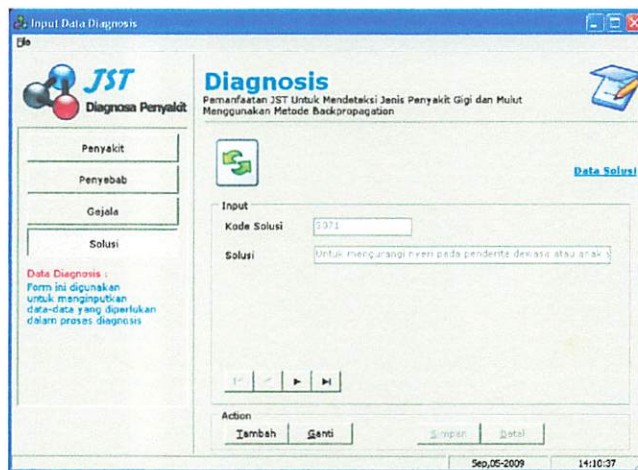 Input Data Diagnosis
File
JST
Diagnosa Penyakit
Diagnosis
Pemanfaatan JST Untuk Mendeteksi Jenis Penyakit Gigi dan Mulut
Menggunakan Metode Backpropagation
Penyakit
Penyebab
Gejala
Solusi
Data Diagnosis :
Form ini digunakan
untuk menginputkan
data-data yang diperlukan
dalam proses diagnosis
Data Solusi
Input
Kode Solusi
Solusi
Untuk mengurangi nyeri pada penderita dewasa atau anak
Action
Tambah
Ganti
Simpan
Batal
Sep,05-2009
14:10:37